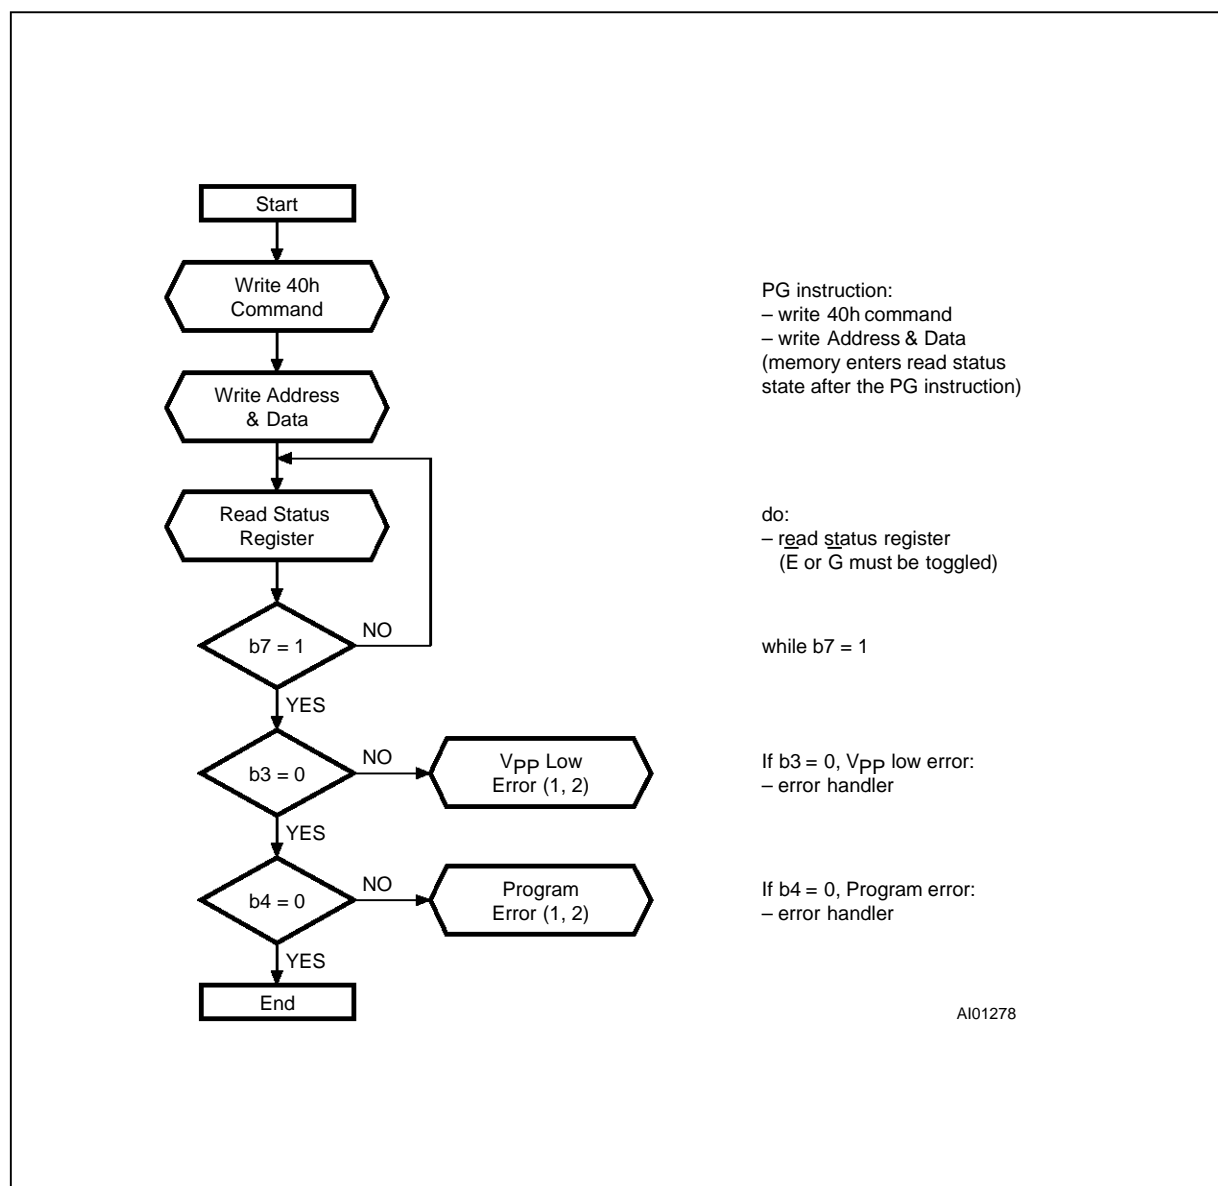 Start
Write 40h
Command
Write Address
& Data
Read Status
Register
b7 = 1
NO
YES
b3 = 0
NO
VPP Low
Error (1, 2)
YES
b4 = 0
NO
Program
Error (1, 2)
YES
End
PG instruction:
– write 40h command
– write Address & Data
(memory enters read status
state after the PG instruction)
do:
– read status register
(E̅ or G̅ must be toggled)
while b7 = 1
If b3 = 0, VPP low error:
– error handler
If b4 = 0, Program error:
– error handler
AI01278